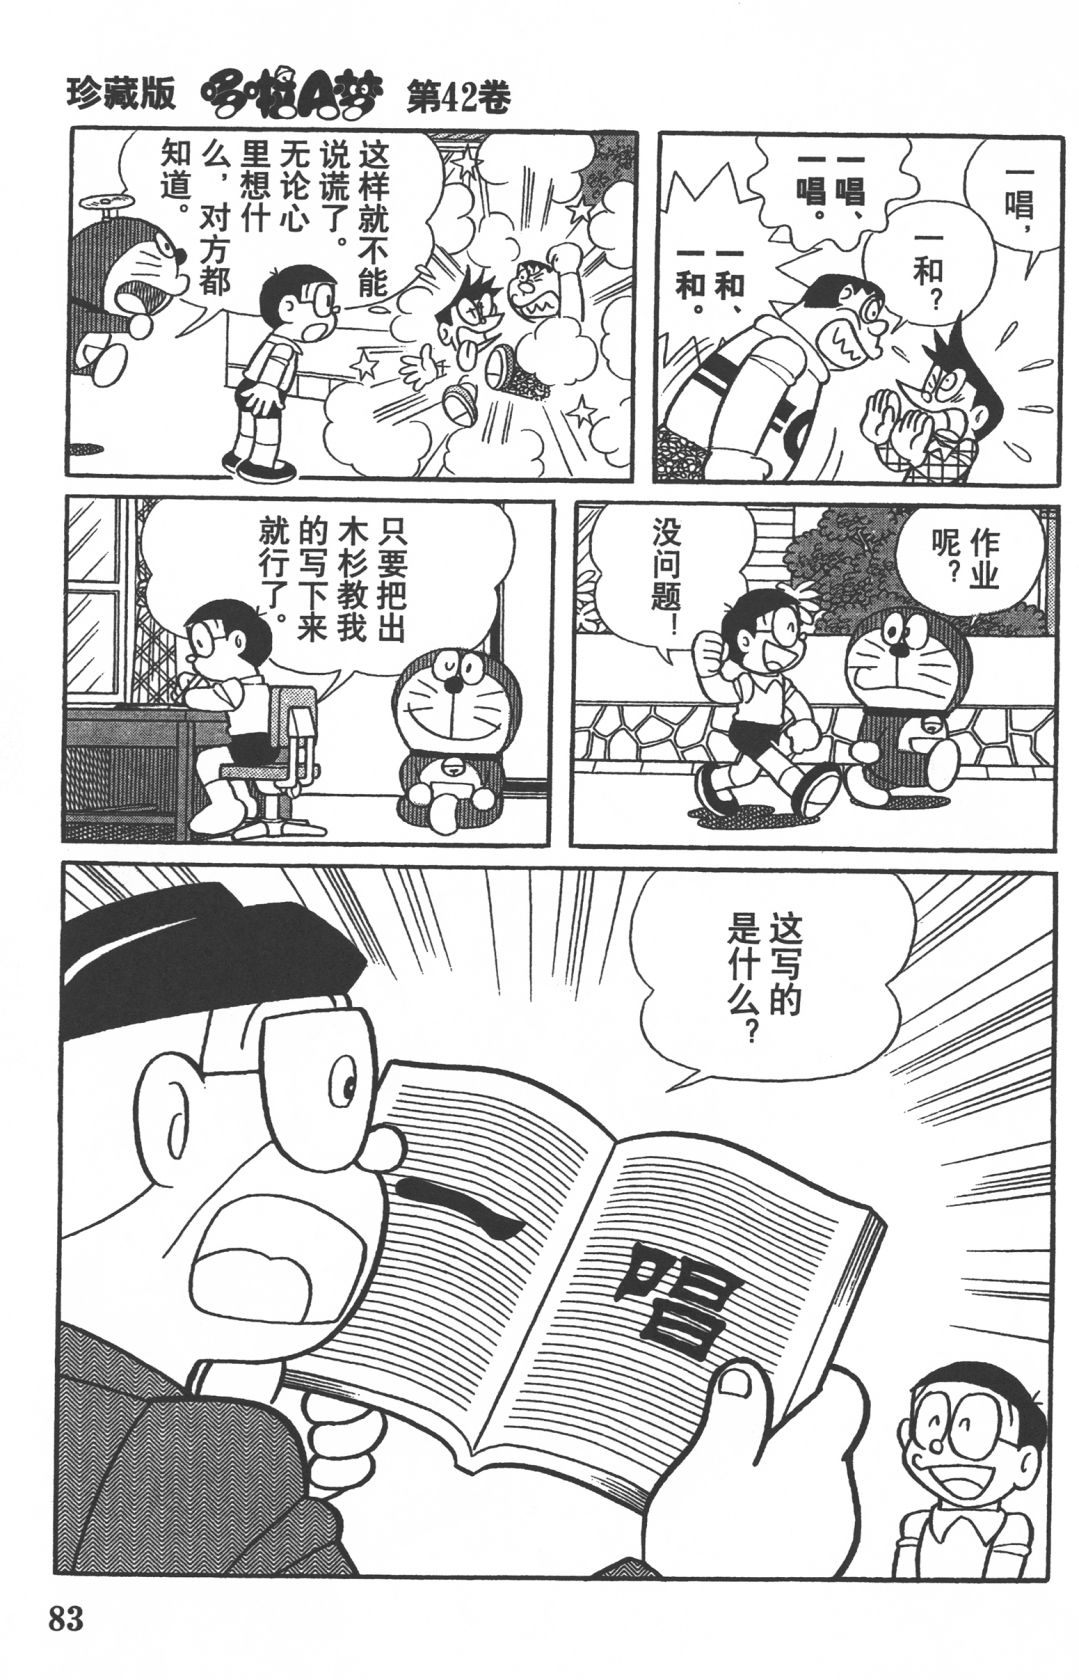 珍藏版 哆啦A梦 第42卷
一唱，
一和？
一唱、
一唱。
一和、
一和。
这样就不能
说谎了。
无论心
里想什
么，对方都
知道。
作业
呢？
没问题！
只要把出
木杉教我
的写下来
就行了。
这写的
是什么？
一唱
83